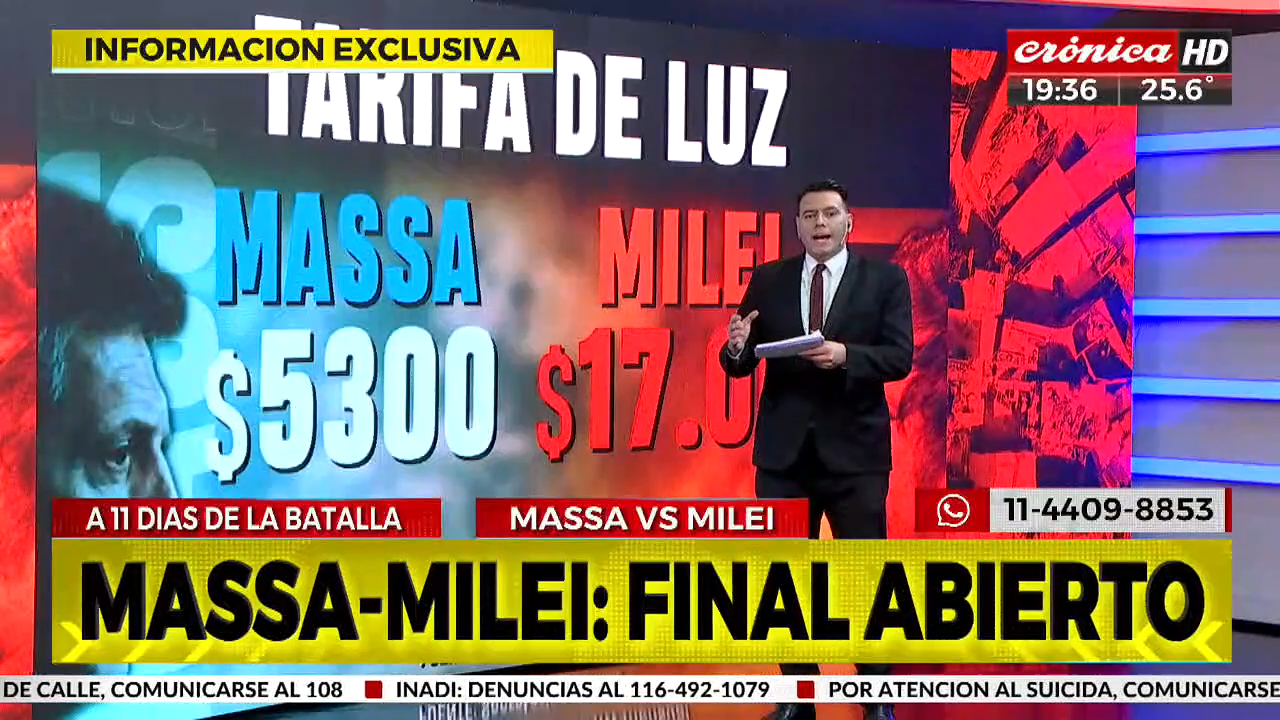 INFORMACION EXCLUSIVA
crónica HD
19:36 25.6°
TARIFA DE LUZ
MASSA MILEI
$5300 $17.0
A 11 DIAS DE LA BATALLA
MASSA VS MILEI
11-4409-8853
MASSA-MILEI: FINAL ABIERTO
DE CALLE, COMUNICARSE AL 108 INADI: DENUNCIAS AL 116-492-1079 POR ATENCION AL SUICIDA, COMUNICARSE